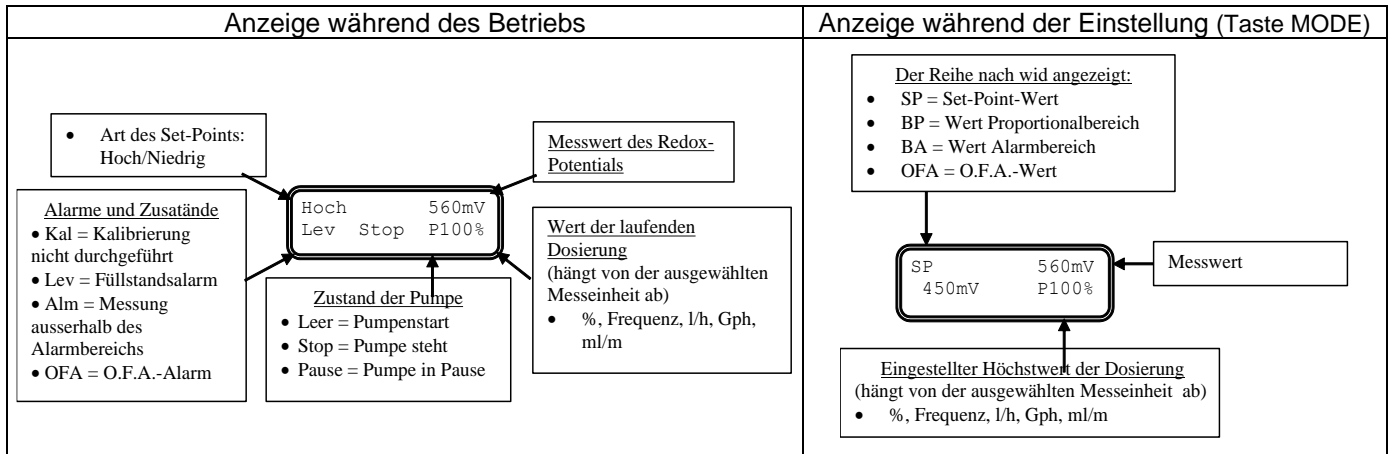 Anzeige während des Betriebs
Anzeige während der Einstellung (Taste MODE)
• Art des Set-Points:
Hoch/Niedrig
Messwert des Redox-
Potentials
Alarme und Zusatände
• Kal = Kalibrierung
nicht durchgeführt
• Lev = Füllstandsalarm
• Alm = Messung
ausserhalb des
Alarmbereichs
• OFA = O.F.A.-Alarm
Hoch 560mV
Lev Stop P100%
Zustand der Pumpe
• Leer = Pumpenstart
• Stop = Pumpe steht
• Pause = Pumpe in Pause
Wert der laufenden
Dosierung
(hängt von der ausgewählten
Messeinheit ab)
• %, Frequenz, l/h, Gph,
ml/m
Der Reihe nach wid angezeigt:
• SP = Set-Point-Wert
• BP = Wert Proportionalbereich
• BA = Wert Alarmbereich
• OFA = O.F.A.-Wert
SP 560mV
450mV P100%
Messwert
Eingestellter Höchstwert der Dosierung
(hängt von der ausgewählten Messeinheit ab)
• %, Frequenz, l/h, Gph, ml/m